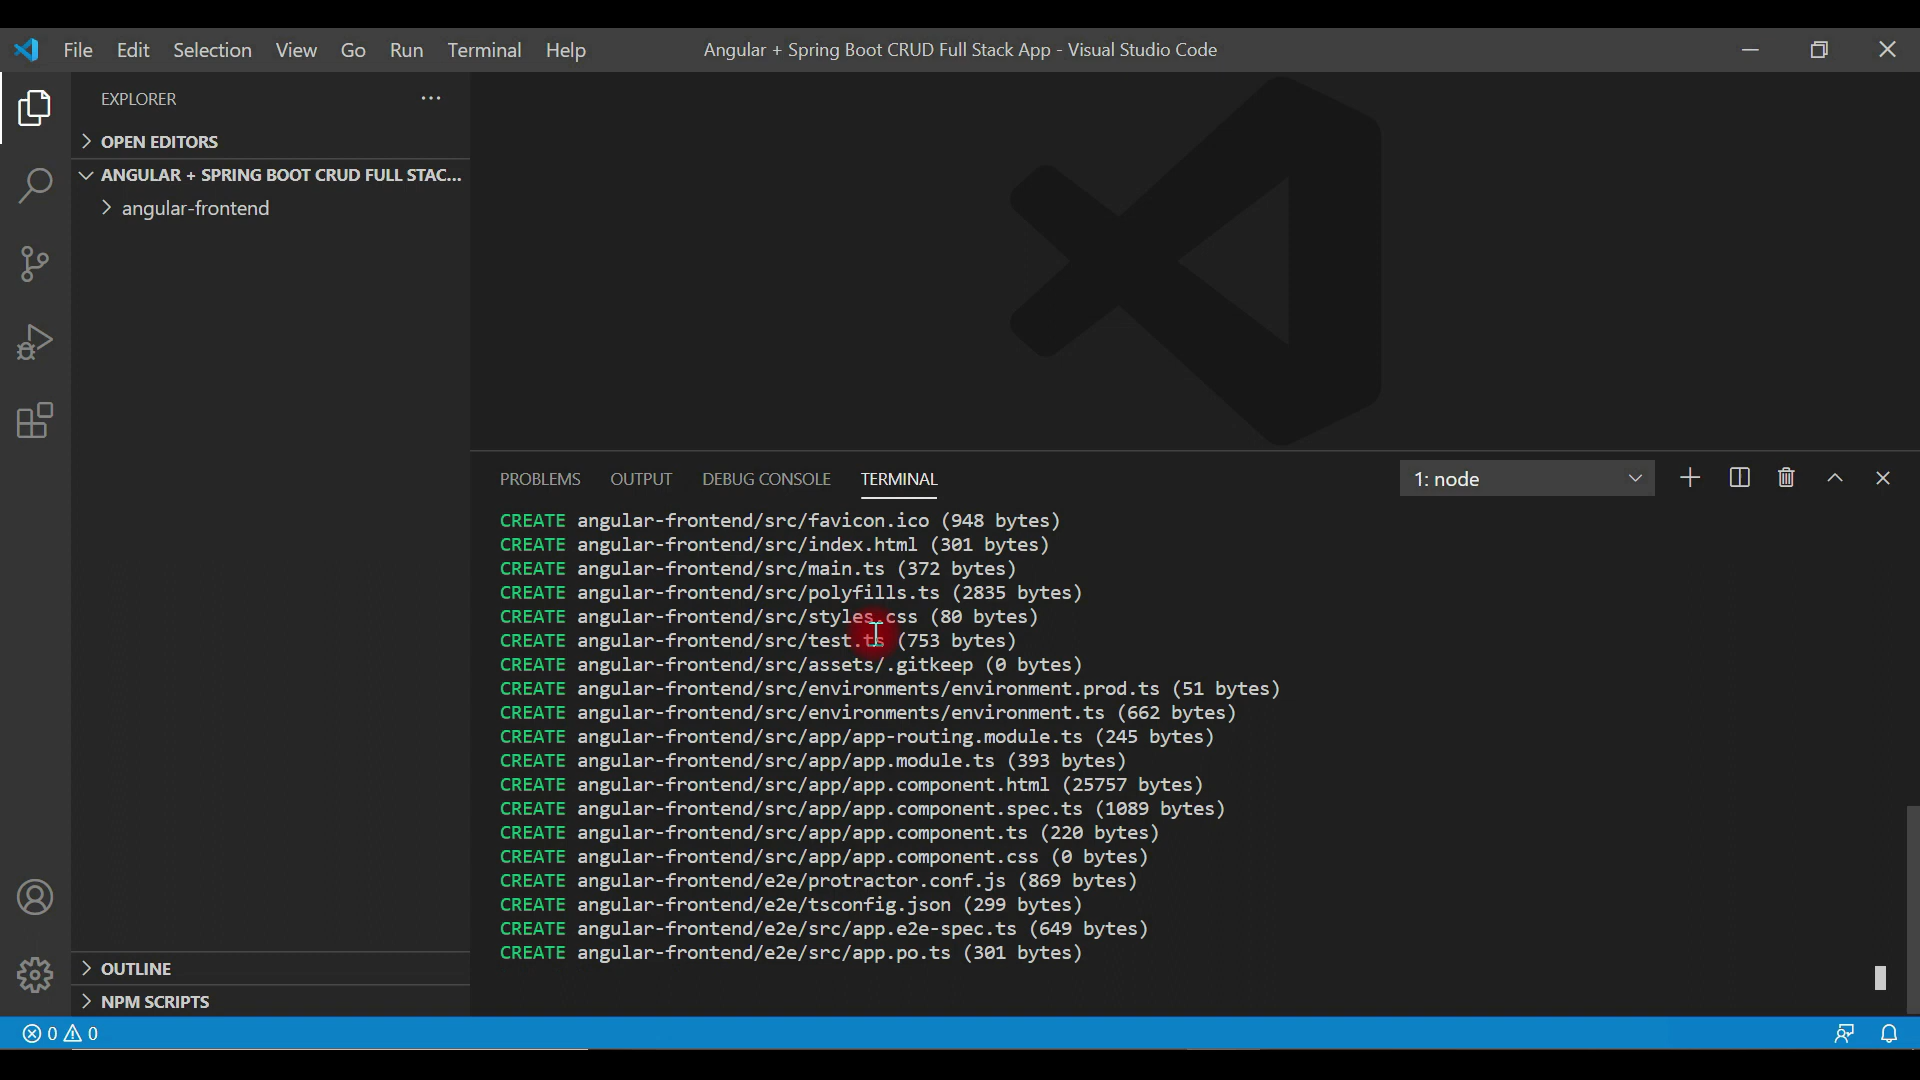 File Edit Selection View Go Run Terminal Help
Angular + Spring Boot CRUD Full Stack App - Visual Studio Code
EXPLORER
OPEN EDITORS
ANGULAR + SPRING BOOT CRUD FULL STAC...
angular-frontend
PROBLEMS OUTPUT DEBUG CONSOLE TERMINAL
1: node
CREATE angular-frontend/src/favicon.ico (948 bytes)
CREATE angular-frontend/src/index.html (301 bytes)
CREATE angular-frontend/src/main.ts (372 bytes)
CREATE angular-frontend/src/polyfills.ts (2835 bytes)
CREATE angular-frontend/src/styles.css (80 bytes)
CREATE angular-frontend/src/test.ts (753 bytes)
CREATE angular-frontend/src/assets/.gitkeep (0 bytes)
CREATE angular-frontend/src/environments/environment.prod.ts (51 bytes)
CREATE angular-frontend/src/environments/environment.ts (662 bytes)
CREATE angular-frontend/src/app/app-routing.module.ts (245 bytes)
CREATE angular-frontend/src/app/app.module.ts (393 bytes)
CREATE angular-frontend/src/app/app.component.html (25757 bytes)
CREATE angular-frontend/src/app/app.component.spec.ts (1089 bytes)
CREATE angular-frontend/src/app/app.component.ts (220 bytes)
CREATE angular-frontend/src/app/app.component.css (0 bytes)
CREATE angular-frontend/e2e/protractor.conf.js (869 bytes)
CREATE angular-frontend/e2e/tsconfig.json (299 bytes)
CREATE angular-frontend/e2e/src/app.e2e-spec.ts (649 bytes)
CREATE angular-frontend/e2e/src/app.po.ts (301 bytes)
OUTLINE
NPM SCRIPTS
0 0